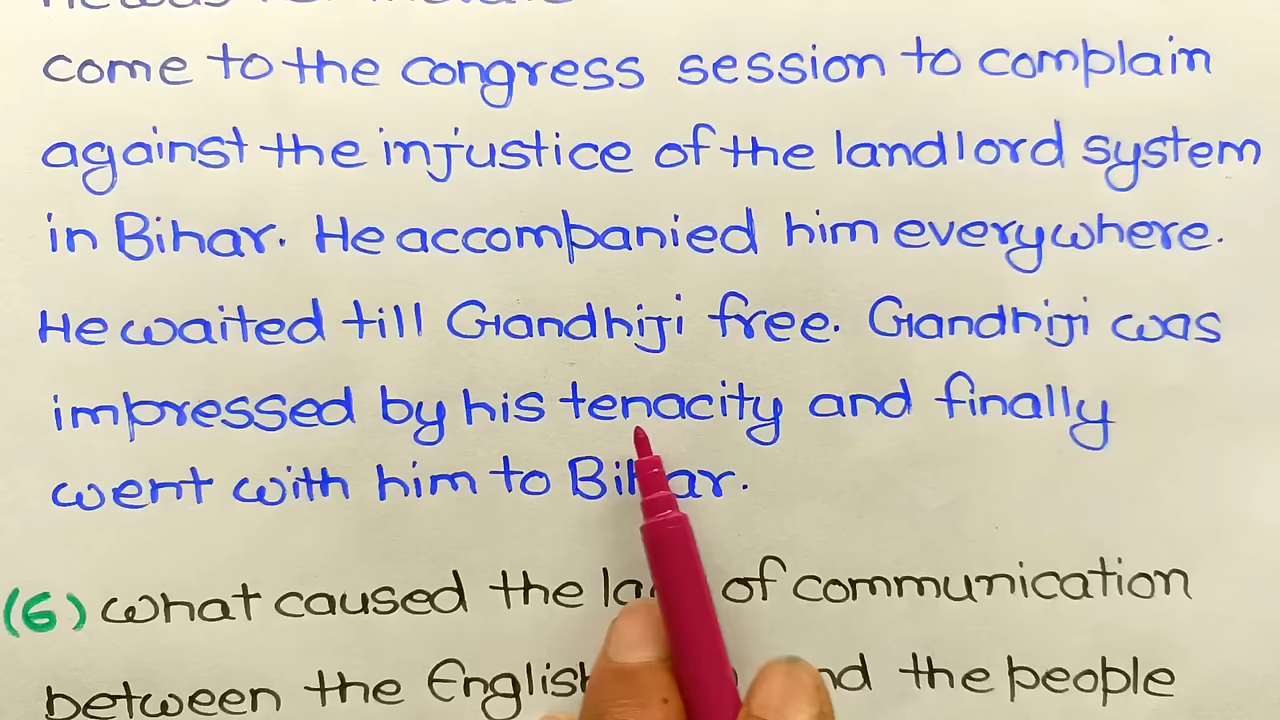 come to the congress session to complain
against the injustice of the landlord system
in Bihar. He accompanied him everywhere.
He waited till Gandhiji free. Gandhiji was
impressed by his tenacity and finally
went with him to Bihar.
(6) What caused the of communication
between the the people